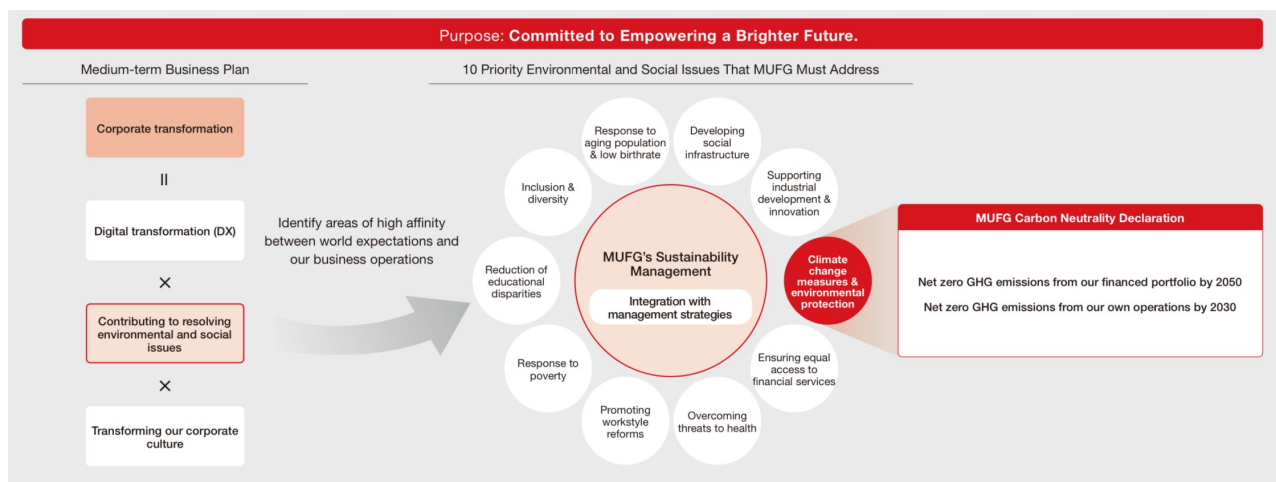 Purpose: Committed to Empowering a Brighter Future.
Medium-term Business Plan
Corporate transformation
=
Digital transformation (DX)
×
Contributing to resolving
environmental and social
issues
×
Transforming our corporate
culture
Identify areas of high affinity
between world expectations and
our business operations
10 Priority Environmental and Social Issues That MUFG Must Address
Response to
aging population
& low birthrate
Developing
social
infrastructure
Supporting
industrial
development &
innovation
Climate
change
measures &
environmental
protection
Ensuring equal
access to
financial services
Overcoming
threats to health
Promoting
workstyle
reforms
Response to
poverty
Reduction of
educational
disparities
Inclusion &
diversity
MUFG's Sustainability
Management
Integration with
management strategies
MUFG Carbon Neutrality Declaration
Net zero GHG emissions from our financed portfolio by 2050
Net zero GHG emissions from our own operations by 2030